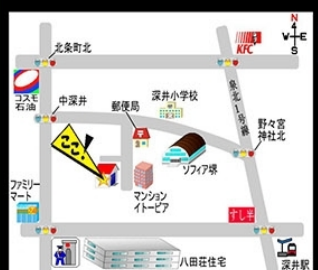 北条町北
KFC
N
W E
S
コスモ
石油
中深井
郵便局
深井小学校
泉北1号線
野々宮
神社北
ここ!
ソフィア堺
マンション
イトーピア
ファミリー
マート
すし半
八田荘住宅
深井駅